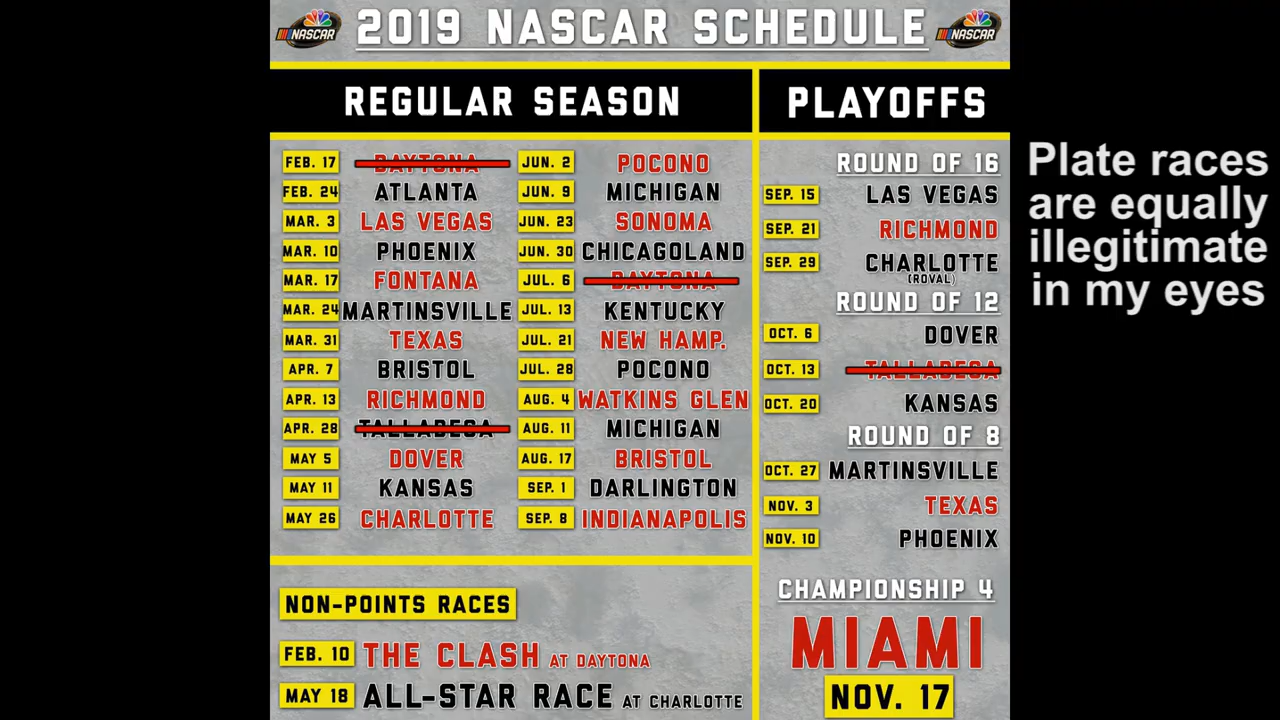 2019 NASCAR SCHEDULE
NASCAR
NASCAR
REGULAR SEASON
FEB. 17 DAYTONA
FEB. 24 ATLANTA
MAR. 3 LAS VEGAS
MAR. 10 PHOENIX
MAR. 17 FONTANA
MAR. 24 MARTINSVILLE
MAR. 31 TEXAS
APR. 7 BRISTOL
APR. 13 RICHMOND
APR. 28 TALLADEGA
MAY 5 DOVER
MAY 11 KANSAS
MAY 26 CHARLOTTE
JUN. 2 POCONO
JUN. 9 MICHIGAN
JUN. 23 SONOMA
JUN. 30 CHICAGOLAND
JUL. 6 DAYTONA
JUL. 13 KENTUCKY
JUL. 21 NEW HAMP.
JUL. 28 POCONO
AUG. 4 WATKINS GLEN
AUG. 11 MICHIGAN
AUG. 17 BRISTOL
SEP. 1 DARLINGTON
SEP. 8 INDIANAPOLIS
NON-POINTS RACES
FEB. 10 THE CLASH AT DAYTONA
MAY 18 ALL-STAR RACE AT CHARLOTTE
PLAYOFFS
ROUND OF 16
SEP. 15 LAS VEGAS
SEP. 21 RICHMOND
SEP. 29 CHARLOTTE
(ROVAL)
ROUND OF 12
OCT. 6 DOVER
OCT. 13 TALLADEGA
OCT. 20 KANSAS
ROUND OF 8
OCT. 27 MARTINSVILLE
NOV. 3 TEXAS
NOV. 10 PHOENIX
CHAMPIONSHIP 4
MIAMI
NOV. 17
Plate races
are equally
illegitimate
in my eyes